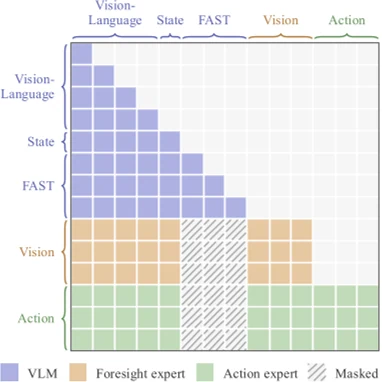 Vision-
Language State FAST Vision Action
Vision-
Language
State
FAST
Vision
Action
VLM Foresight expert Action expert Masked